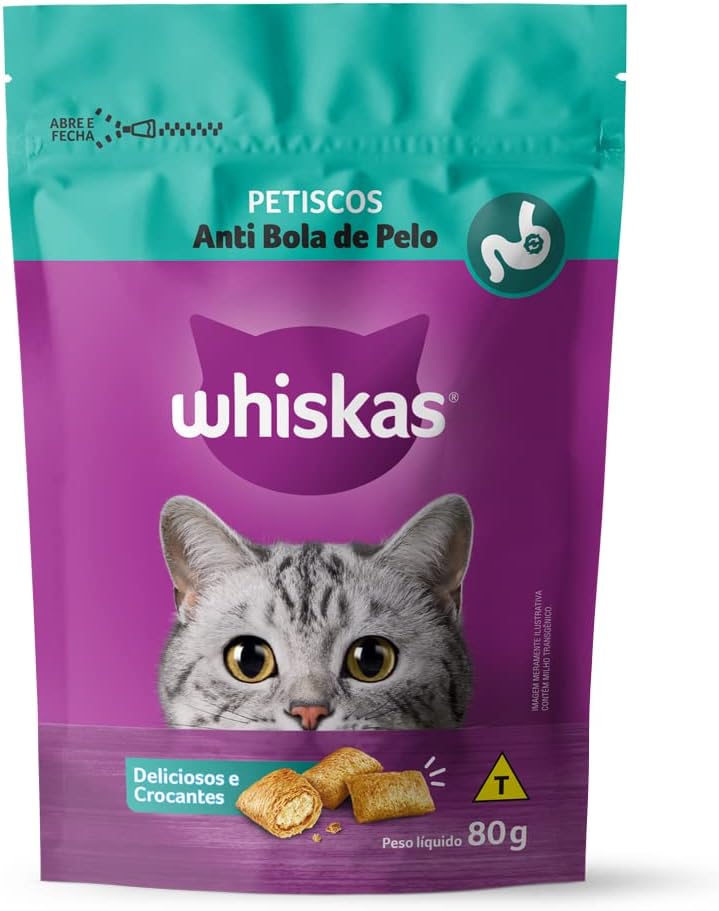 ABRE E
FECHA
PETISCOS
Anti Bola de Pelo
whiskas®
IMAGEM MERAMENTE ILUSTRATIVA
CONTÉM MILHO TRANSGÊNICO
Deliciosos e
Crocantes
T
Peso líquido 80g